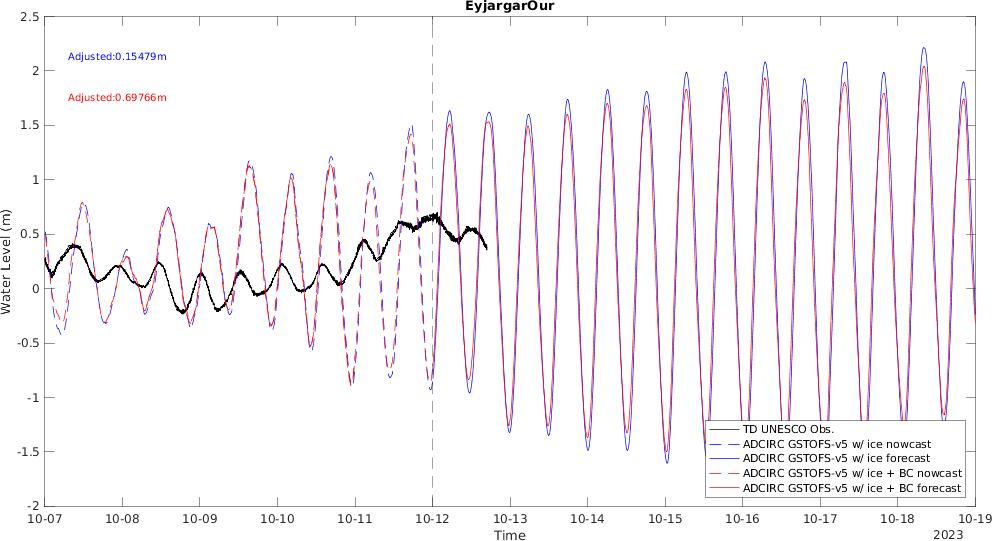 EyjargarOur
Adjusted:0.15479m
Adjusted:0.69766m
Water Level (m)
2.5
2
1.5
1
0.5
0
-0.5
-1
-1.5
-2
TD UNESCO Obs.
ADCIRC GSTOFS-v5 w/ ice nowcast
ADCIRC GSTOFS-v5 w/ ice forecast
ADCIRC GSTOFS-v5 w/ ice + BC nowcast
ADCIRC GSTOFS-v5 w/ ice + BC forecast
10-07 10-08 10-09 10-10 10-11 10-12 10-13 10-14 10-15 10-16 10-17 10-18 10-19
Time
2023